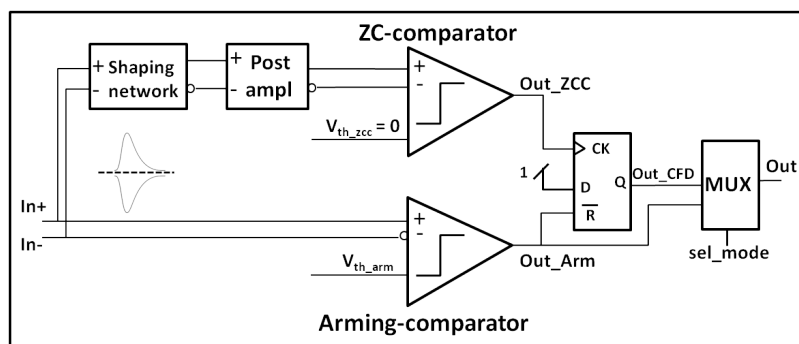 ZC-comparator
+ Shaping
- network
+ Post
- ampl
+
-
Out_ZCC
V_th_zcc = 0
CK
1
D
Q
R
Out_CFD
MUX
Out
In+
In-
+
-
V_th_arm
Out_Arm
sel_mode
Arming-comparator